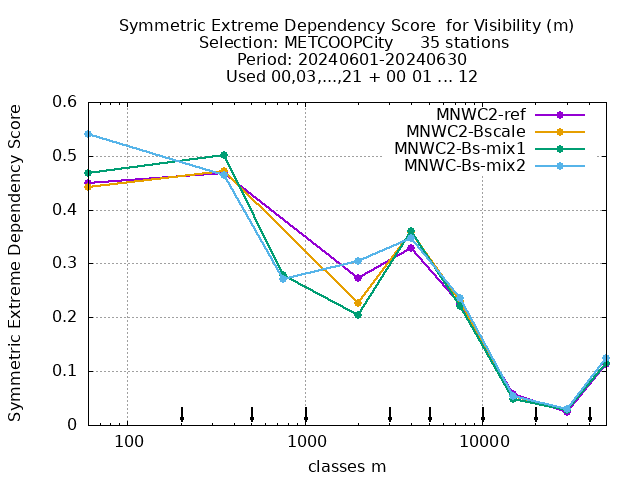 Symmetric Extreme Dependency Score  for Visibility (m)
Selection: METCOOPCity     35 stations
Period: 20240601-20240630
Used 00,03,...,21 + 00 01 ... 12
Symmetric Extreme Dependency Score
0.6
0.5
0.4
0.3
0.2
0.1
0
MNWC2-ref
MNWC2-Bscale
MNWC2-Bs-mix1
MNWC-Bs-mix2
100
1000
10000
classes m